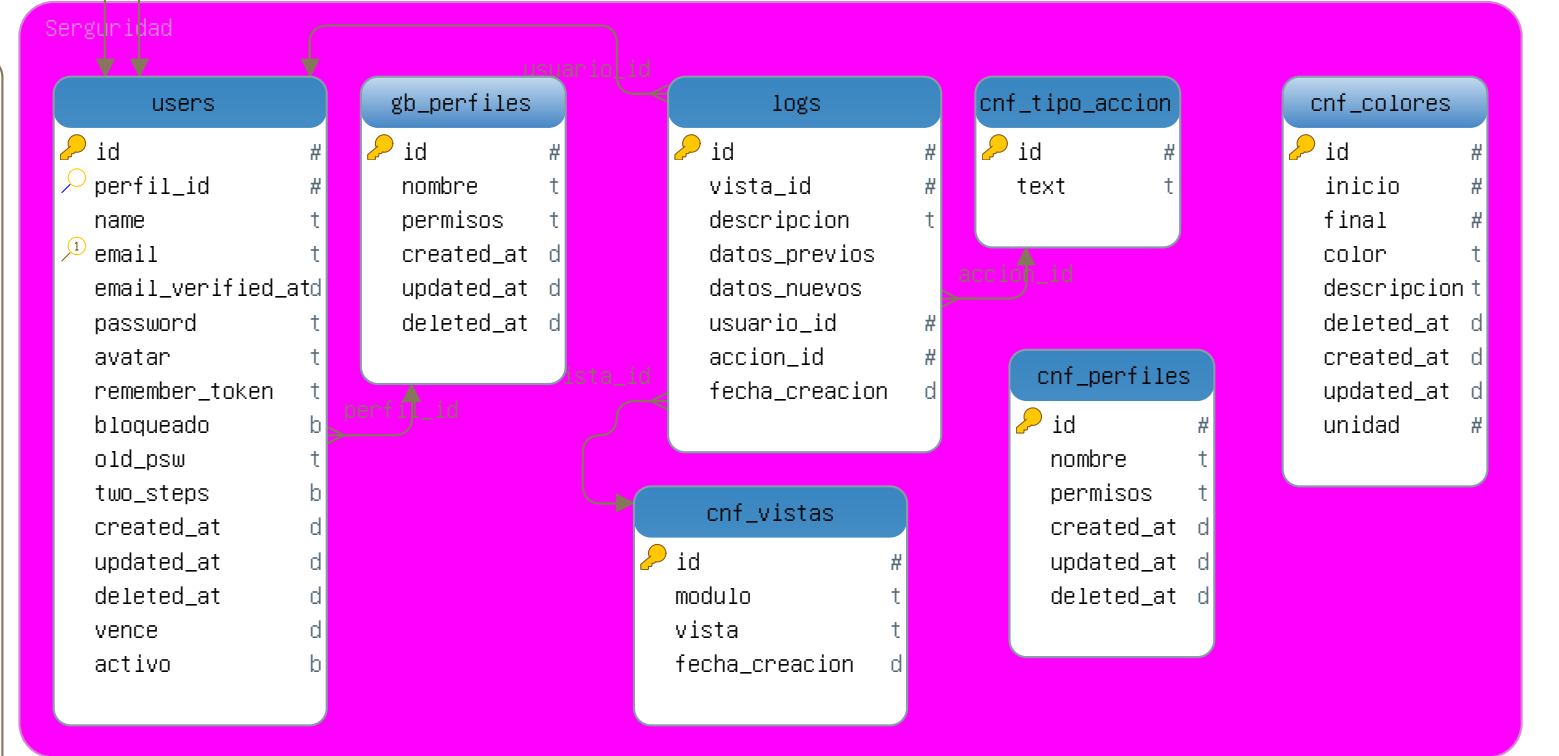 Serguridad
usuario_id
users
id #
perfil_id #
name t
email t
email_verified_at d
password t
avatar t
remember_token t
bloqueado b
old_psw t
two_steps b
created_at d
updated_at d
deleted_at d
vence d
activo b
gb_perfiles
id #
nombre t
permisos t
created_at d
updated_at d
deleted_at d
perfil_id
ista_id
logs
id #
vista_id #
descripcion t
datos_previos
datos_nuevos
usuario_id #
accion_id #
fecha_creacion d
cnf_tipo_accion
id #
text t
accion_id
cnf_vistas
id #
modulo t
vista t
fecha_creacion d
cnf_perfiles
id #
nombre t
permisos t
created_at d
updated_at d
deleted_at d
cnf_colores
id #
inicio #
final #
color t
descripcion t
deleted_at d
created_at d
updated_at d
unidad #